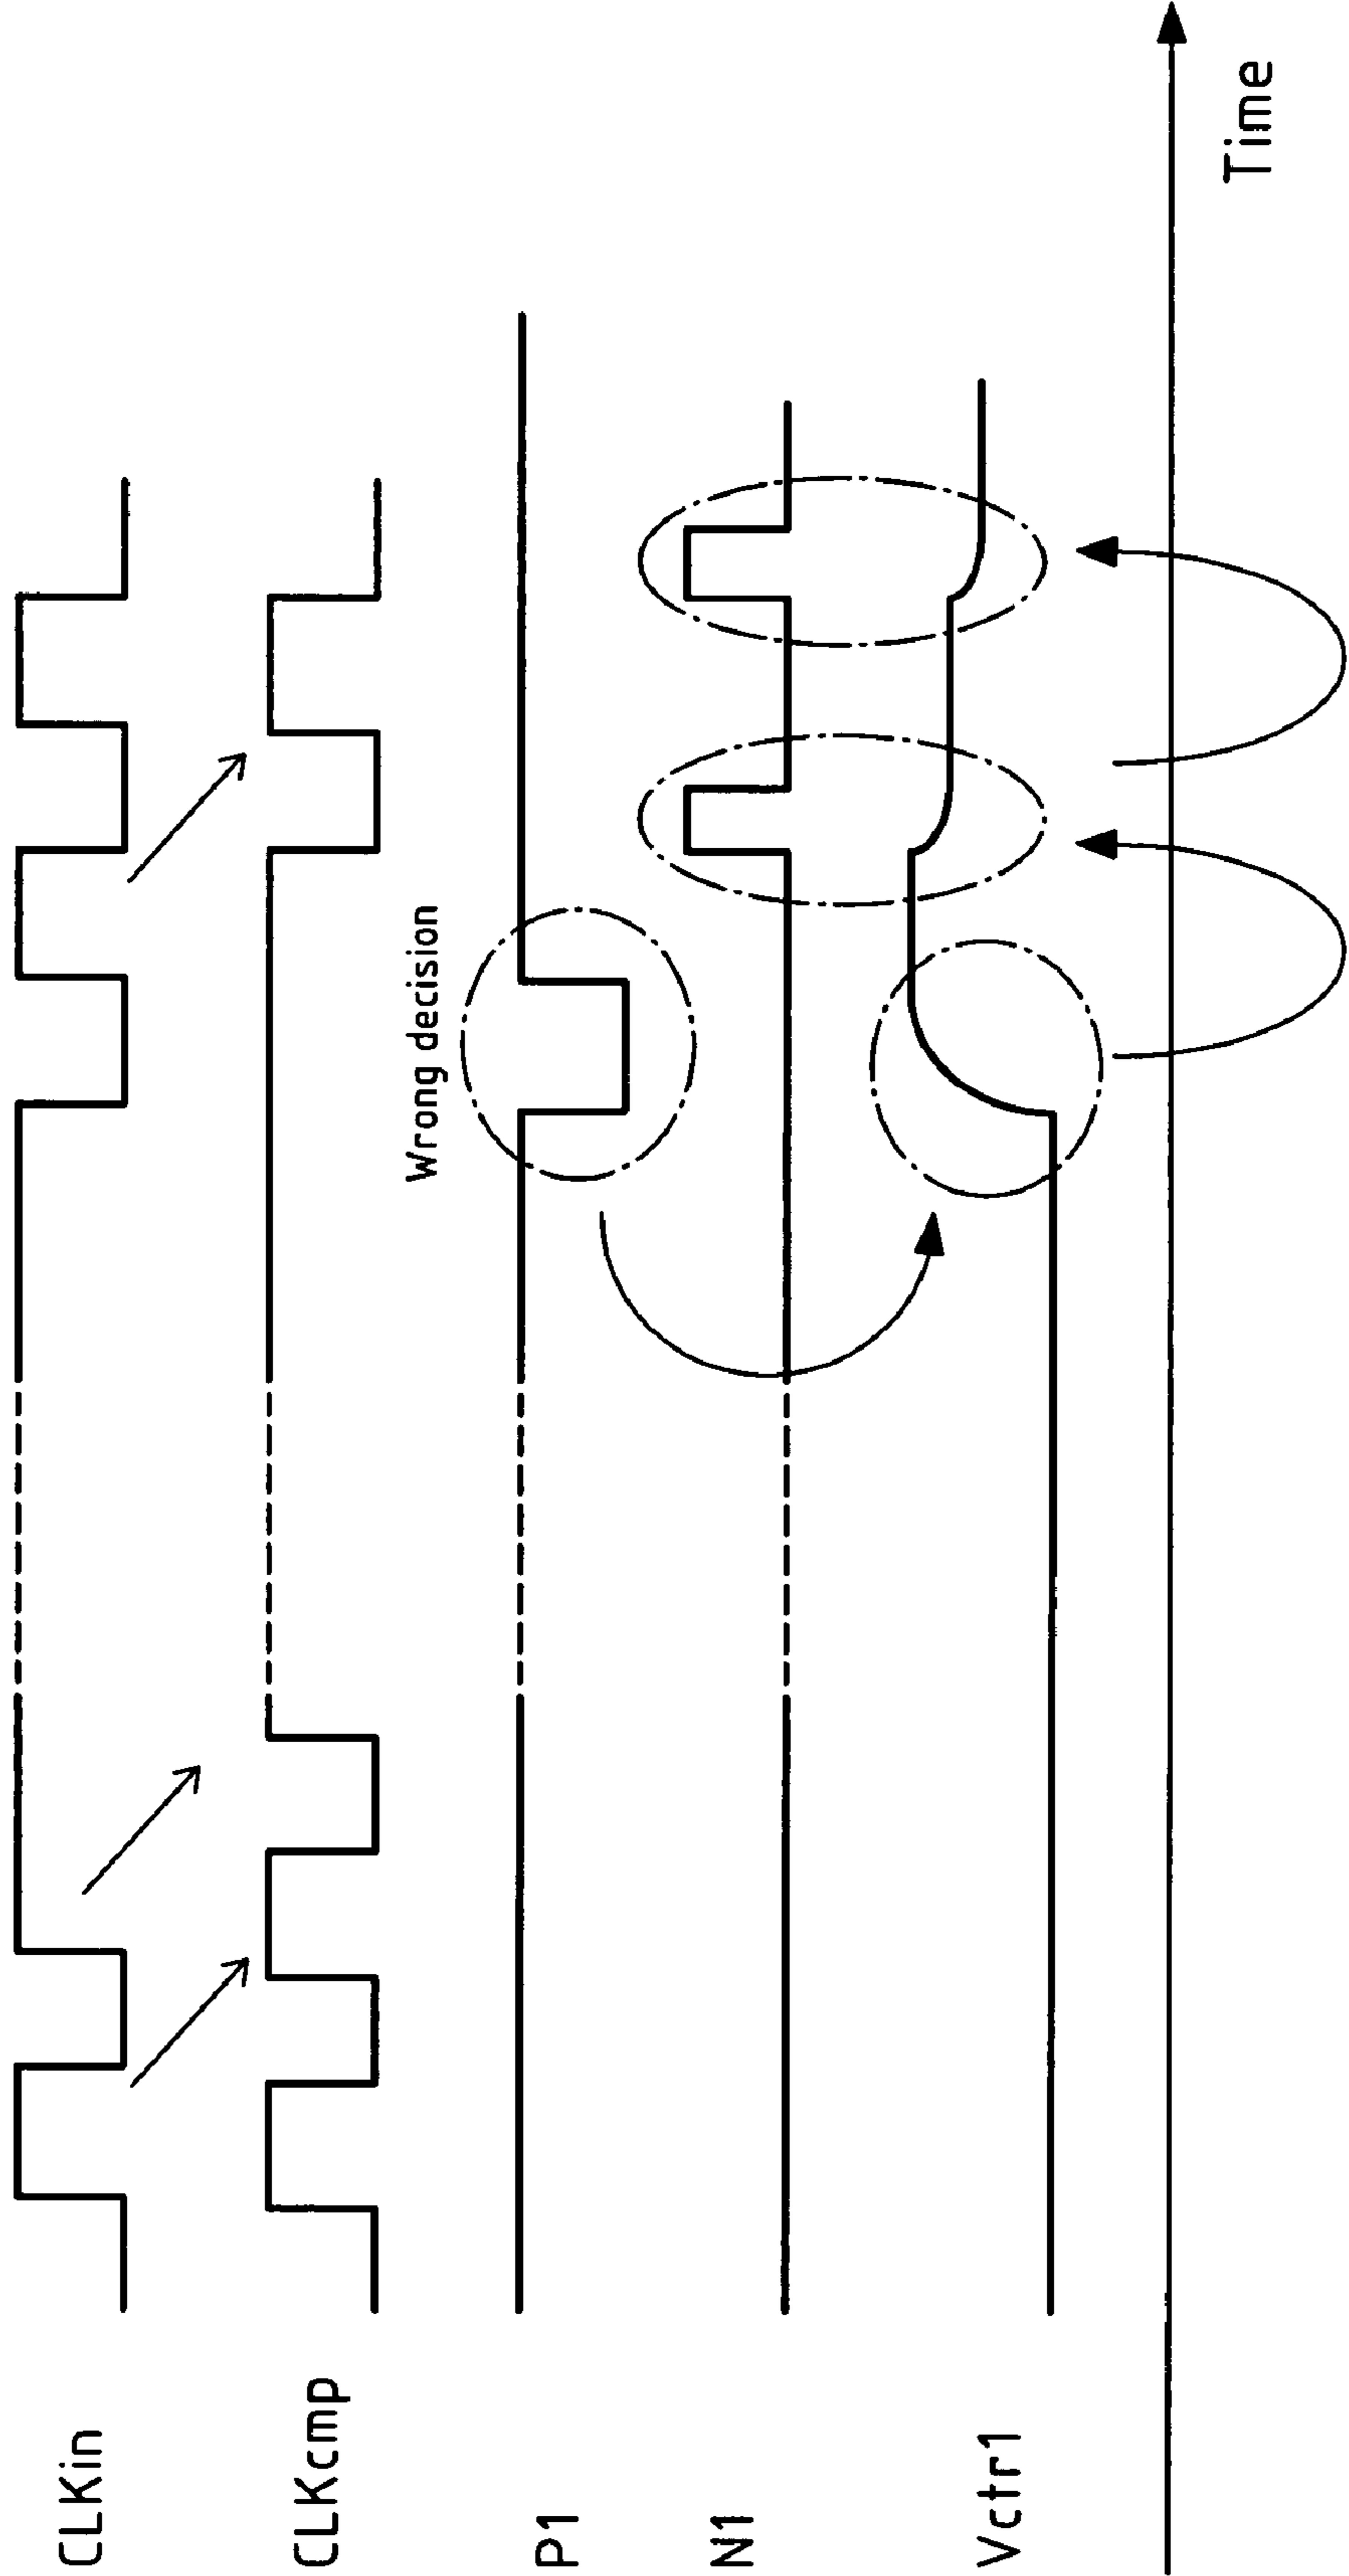 CLKin
CLKcmp
Wrong decision
P1
N1
Vctr1
Time